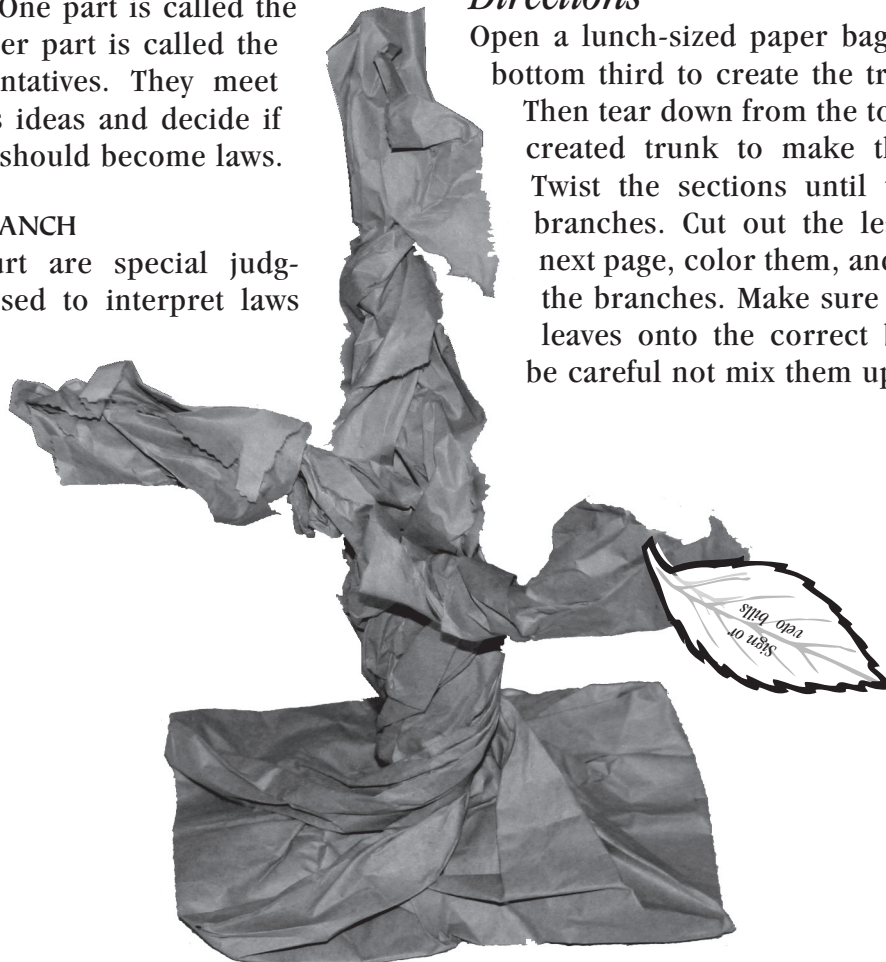 One part is called the
er part is called the
ntatives. They meet
s ideas and decide if
should become laws.
ANCH
urt are special judg-
sed to interpret laws
Directions
Open a lunch-sized paper bag
bottom third to create the tr
Then tear down from the to
created trunk to make th
Twist the sections until
branches. Cut out the le
next page, color them, and
the branches. Make sure
leaves onto the correct
be careful not mix them up
Sign or
veto bills